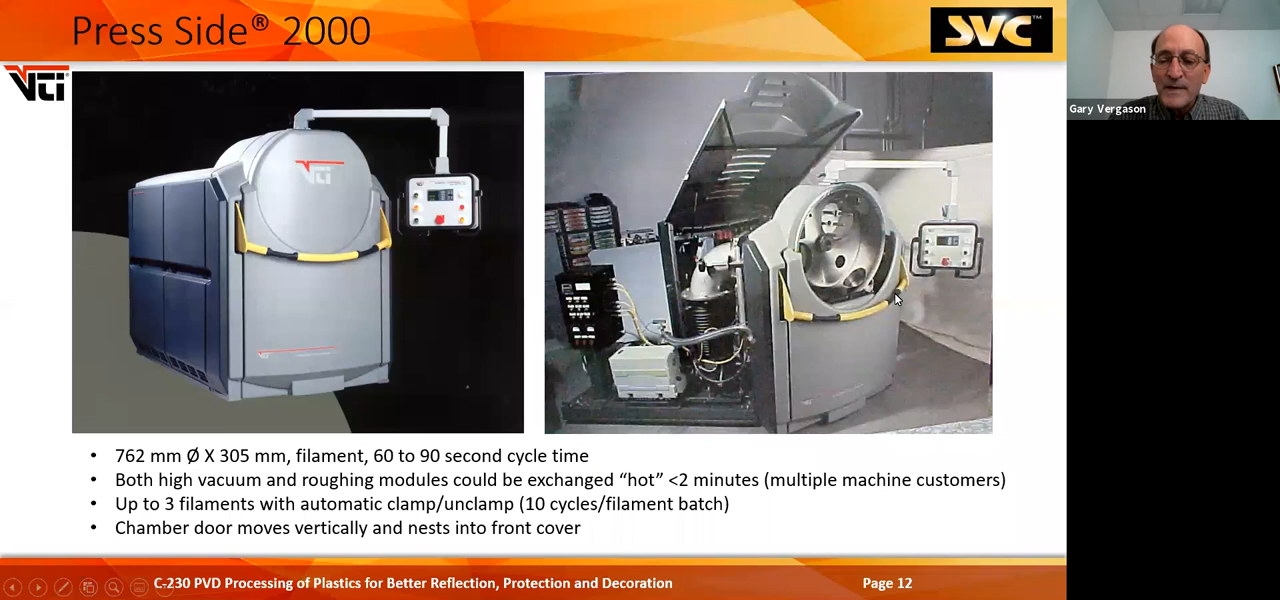 Press Side® 2000
SVC™
Gary Vergason
VTi
VTi
• 762 mm Ø X 305 mm, filament, 60 to 90 second cycle time
• Both high vacuum and roughing modules could be exchanged “hot” <2 minutes (multiple machine customers)
• Up to 3 filaments with automatic clamp/unclamp (10 cycles/filament batch)
• Chamber door moves vertically and nests into front cover
C-230 PVD Processing of Plastics for Better Reflection, Protection and Decoration
Page 12